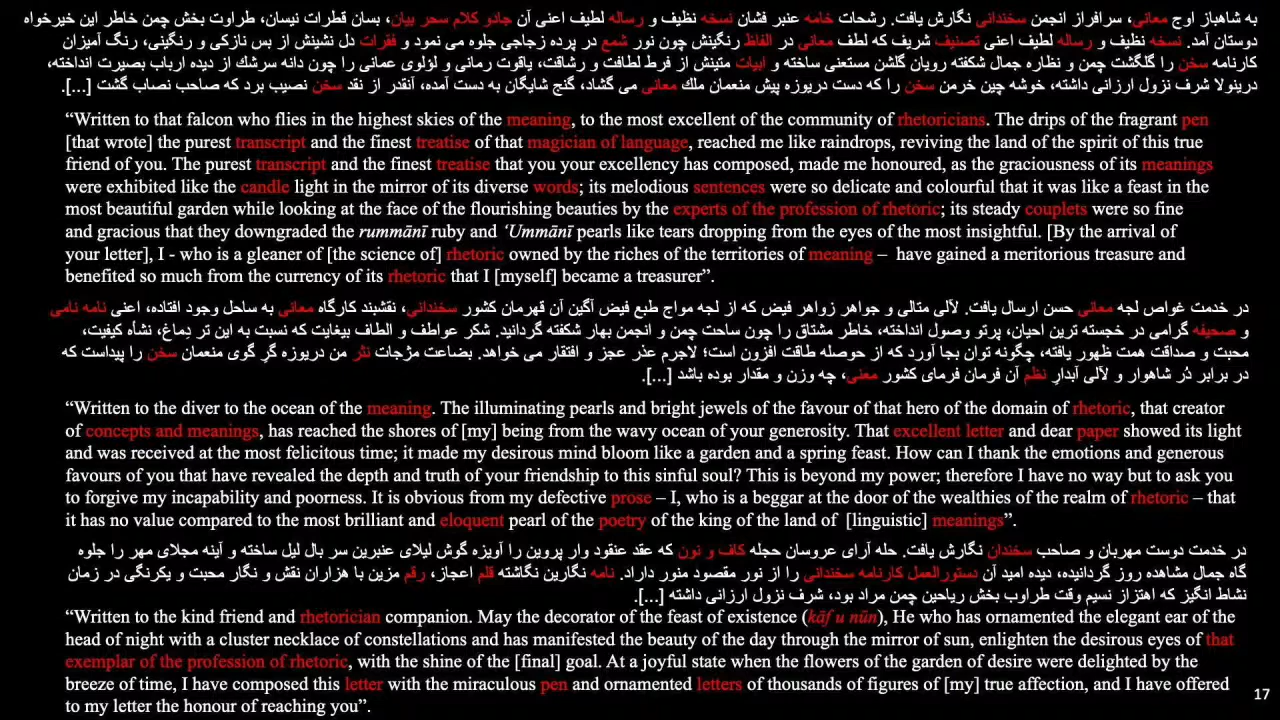 به شاهباز اوج معانی، سرافراز انجمن سخندانی نگارش یافت. رشحات خامه عنبر فشان نسخه نظیف و رساله لطیف اعنی آن جادو کلام سحر بیان، بسان قطرات نیسان، طراوت بخش چمن خاطر این خیرخواه
دوستان آمد. نسخه نظیف و رساله لطیف اعنی تصنیف شریف که لطف معانی در الفاظ رنگینش چون نور شمع در پرده زجاجی جلوه می نمود و فقرات دل نشینش از بس نازکی و رنگینی، رنگ آمیزان
کارنامه سخن را گلگشت چمن و نظاره جمال شکفته رویان گلشن مستعنی ساخته و ابیات متینش از فرط لطافت و رشاقت، یاقوت رمانی و لولوی عمانی را چون دانه سرشك از دیده ارباب بصیرت انداخته،
درینولا شرف نزول ارزانی داشته، خوشه چین خرمن سخن را که دست دریوزه پیش منعمان ملك معانی می گشاد، گنج شایگان به دست آمده، آنقدر از نقد سخن نصیب برد که صاحب نصاب گشت [...].
“Written to that falcon who flies in the highest skies of the meaning, to the most excellent of the community of rhetoricians. The drips of the fragrant pen
[that wrote] the purest transcript and the finest treatise of that magician of language, reached me like raindrops, reviving the land of the spirit of this true
friend of you. The purest transcript and the finest treatise that you your excellency has composed, made me honoured, as the graciousness of its meanings
were exhibited like the candle light in the mirror of its diverse words; its melodious sentences were so delicate and colourful that it was like a feast in the
most beautiful garden while looking at the face of the flourishing beauties by the experts of the profession of rhetoric; its steady couplets were so fine
and gracious that they downgraded the rummānī ruby and ‘Ummānī pearls like tears dropping from the eyes of the most insightful. [By the arrival of
your letter], I - who is a gleaner of [the science of] rhetoric owned by the riches of the territories of meaning – have gained a meritorious treasure and
benefited so much from the currency of its rhetoric that I [myself] became a treasurer”.
در خدمت غواص لجه معانی حسن ارسال یافت. لآلی متالی و جواهر زواهر فیض که از لجه مواج طبع فیض آگین آن قهرمان کشور سخندانی، نقشبند کارگاه معانی به ساحل وجود افتاده، اعنی نامه نامی
و صحیفه گرامی در خجسته ترین احیان، پرتو وصول انداخته، خاطر مشتاق را چون ساحت چمن و انجمن بهار شکفته گردانید. شکر عواطف و الطاف بیغایت که نسبت به این تر دِماغ، نشأه کیفیت،
محبت و صداقت همت ظهور یافته، چگونه توان بجا آورد که از حوصله طاقت افزون است؛ لاجرم عذر عجز و افتقار می خواهد. بضاعت مژجات نثر من دریوزه گرِ گوی منعمان سخن را پیداست که
در برابر دُر شاهوار و لآلی آبدارِ نظم آن فرمان فرمای کشور معنی، چه وزن و مقدار بوده باشد [...].
“Written to the diver to the ocean of the meaning. The illuminating pearls and bright jewels of the favour of that hero of the domain of rhetoric, that creator
of concepts and meanings, has reached the shores of [my] being from the wavy ocean of your generosity. That excellent letter and dear paper showed its light
and was received at the most felicitous time; it made my desirous mind bloom like a garden and a spring feast. How can I thank the emotions and generous
favours of you that have revealed the depth and truth of your friendship to this sinful soul? This is beyond my power; therefore I have no way but to ask you
to forgive my incapability and poorness. It is obvious from my defective prose – I, who is a beggar at the door of the wealthies of the realm of rhetoric – that
it has no value compared to the most brilliant and eloquent pearl of the poetry of the king of the land of [linguistic] meanings”.
در خدمت دوست مهربان و صاحب سخندان نگارش یافت. حله آرای عروسان حجله کاف و نون که عقد عنقود وار پروین را آویزه گوش لیلای عنبرین سر بال لیل ساخته و آینه مجلای مهر را جلوه
گاه جمال مشاهده روز گردانیده، دیده امید آن دستورالعمل کارنامه سخندانی را از نور مقصود منور داراد. نامه نگارین نگاشته قلم اعجاز، رقم مزین با هزاران نقش و نگار محبت و یکرنگی در زمان
نشاط انگیز که اهتزاز نسیم وقت طراوب بخش ریاحین چمن مراد بود، شرف نزول ارزانی داشته [...].
“Written to the kind friend and rhetorician companion. May the decorator of the feast of existence (kāf u nūn), He who has ornamented the elegant ear of the
head of night with a cluster necklace of constellations and has manifested the beauty of the day through the mirror of sun, enlighten the desirous eyes of that
exemplar of the profession of rhetoric, with the shine of the [final] goal. At a joyful state when the flowers of the garden of desire were delighted by the
breeze of time, I have composed this letter with the miraculous pen and ornamented letters of thousands of figures of [my] true affection, and I have offered
to my letter the honour of reaching you”.
17